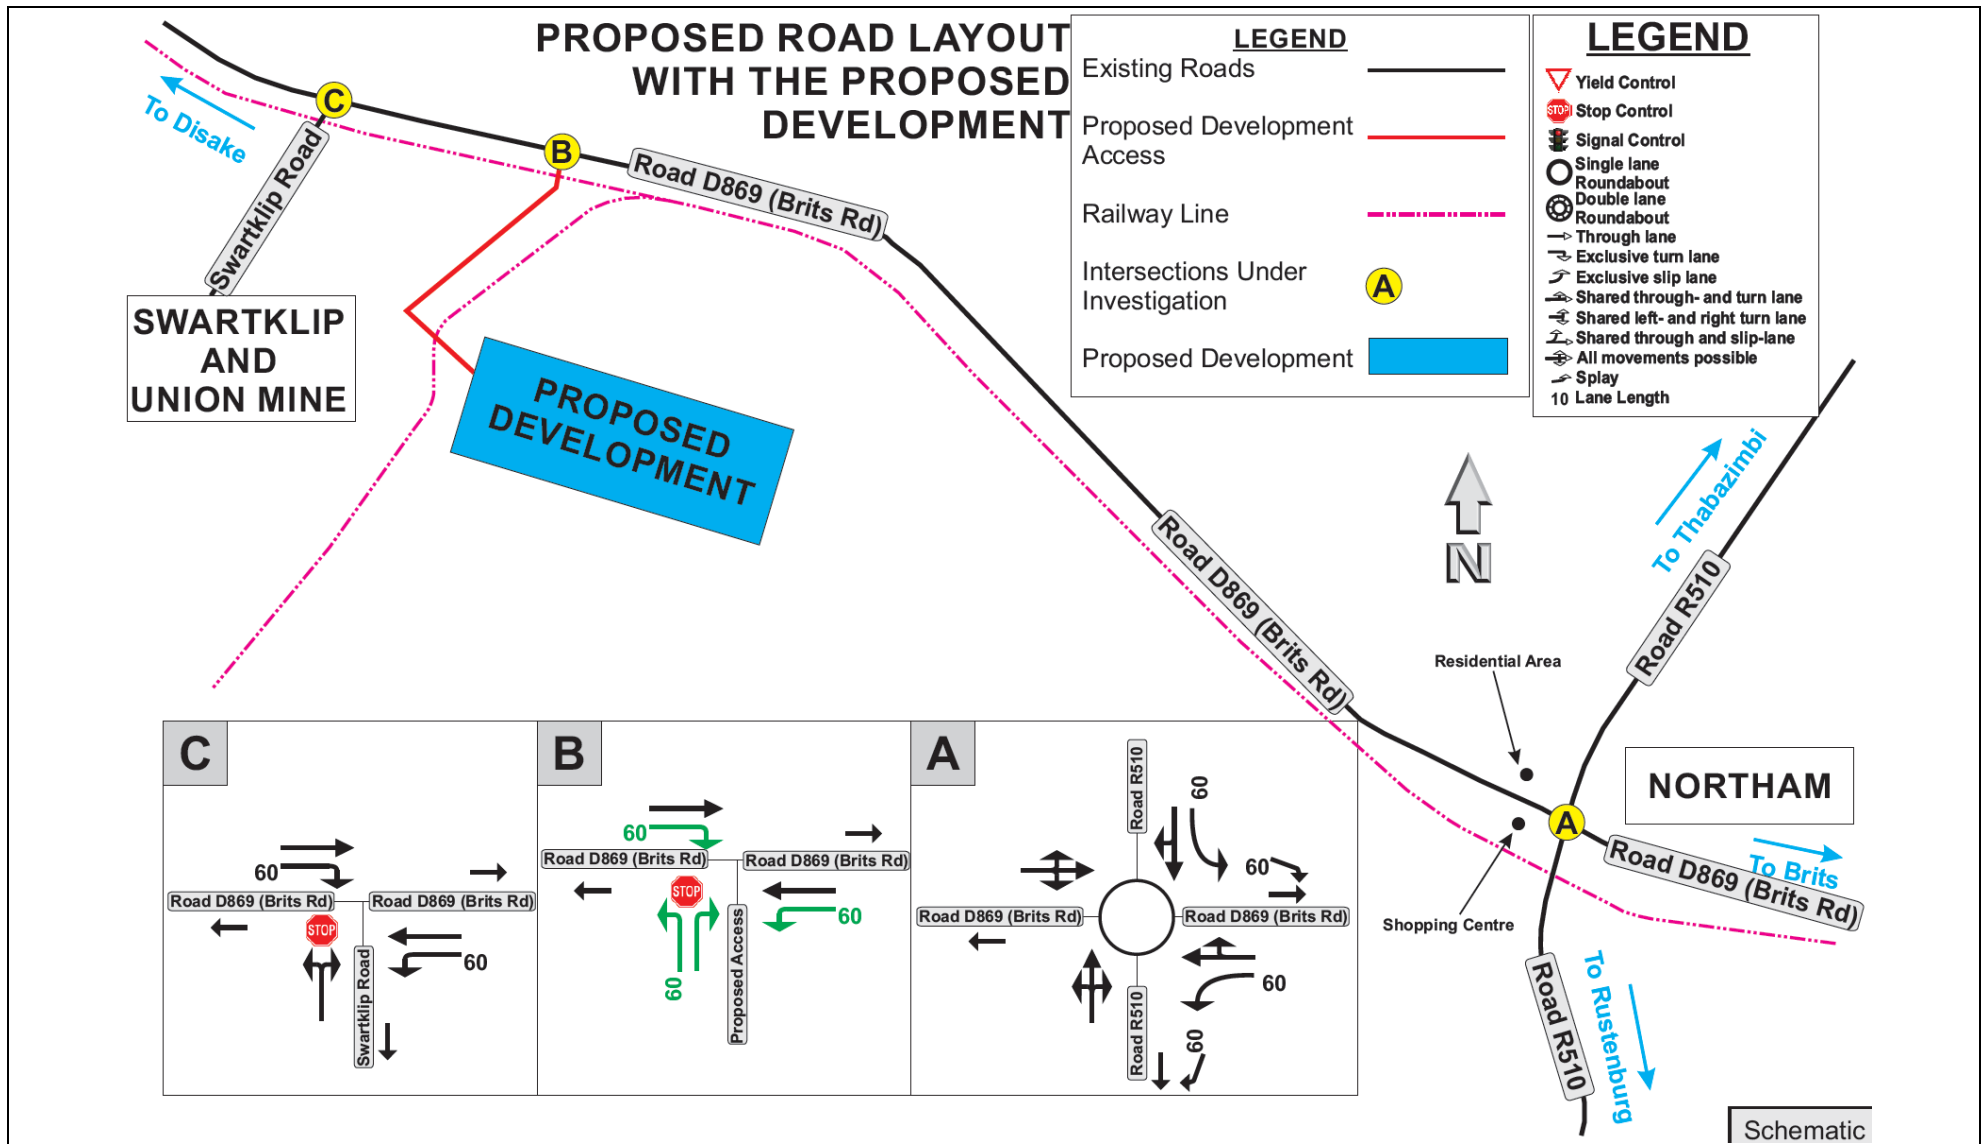 PROPOSED ROAD LAYOUT
WITH THE PROPOSED
DEVELOPMENT
LEGEND
Existing Roads
Proposed Development
Access
Railway Line
Intersections Under
Investigation
A
Proposed Development
LEGEND
Yield Control
STOP
Stop Control
Signal Control
Single lane
Roundabout
Double lane
Roundabout
Through lane
Exclusive turn lane
Exclusive slip lane
Shared through- and turn lane
Shared left- and right turn lane
Shared through and slip-lane
All movements possible
Splay
10 Lane Length
C
To Disake
Swartklip Road
B
Road D869 (Brits Rd)
SWARTKLIP
AND
UNION MINE
PROPOSED
DEVELOPMENT
N
To Thabazimbi
Road R510
Road D869 (Brits Rd)
Residential Area
NORTHAM
A
To Brits
Road D869 (Brits Rd)
Shopping Centre
To Rustenburg
Road R510
C
60
Road D869 (Brits Rd)
Road D869 (Brits Rd)
STOP
60
Swartklip Road
B
60
Road D869 (Brits Rd)
Road D869 (Brits Rd)
STOP
60
60
Proposed Access
A
Road R510
60
60
Road D869 (Brits Rd)
Road D869 (Brits Rd)
60
Road R510
60
Schematic